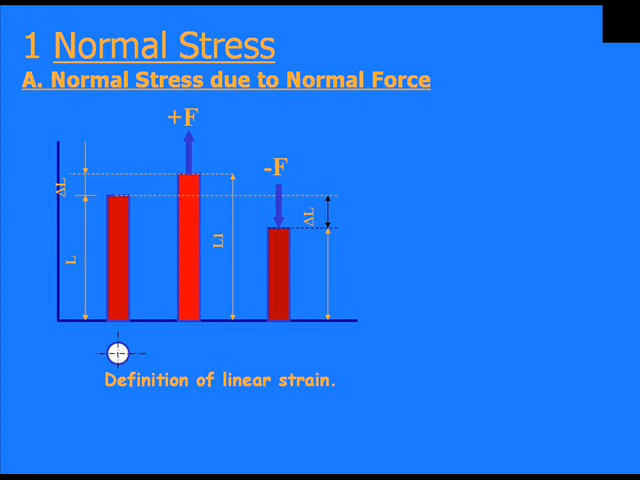 1 Normal Stress
A. Normal Stress due to Normal Force
+F
-F
ΔL
ΔL
L1
L
Definition of linear strain.